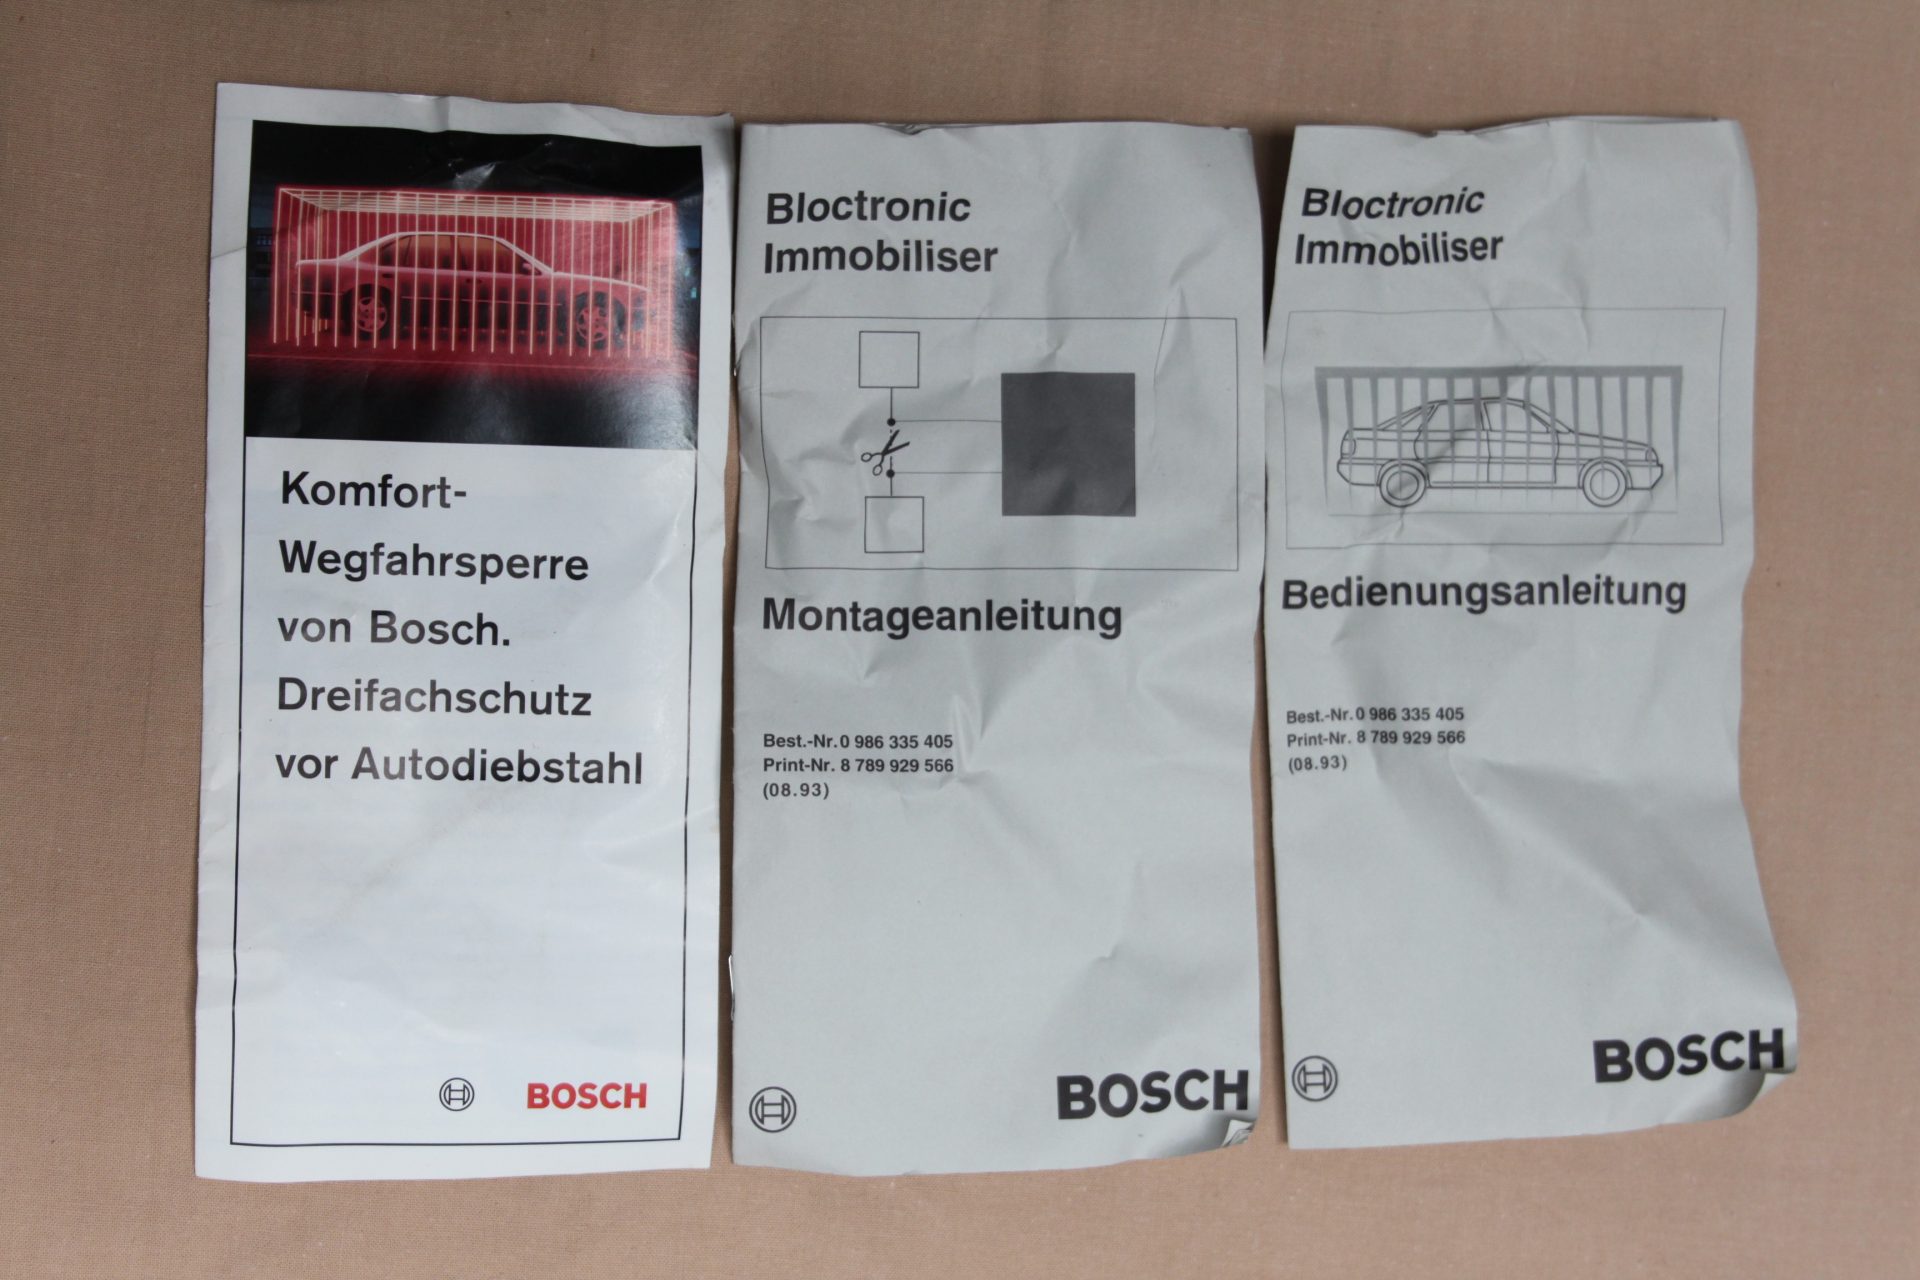 Komfort-
Wegfahrsperre
von Bosch.
Dreifachschutz
vor Autodiebstahl
BOSCH
Bloctronic
Immobiliser
Montageanleitung
Best.-Nr. 0 986 335 405
Print-Nr. 8 789 929 566
(08.93)
BOSCH
Bloctronic
Immobiliser
Bedienungsanleitung
Best.-Nr. 0 986 335 405
Print-Nr. 8 789 929 566
(08.93)
BOSCH